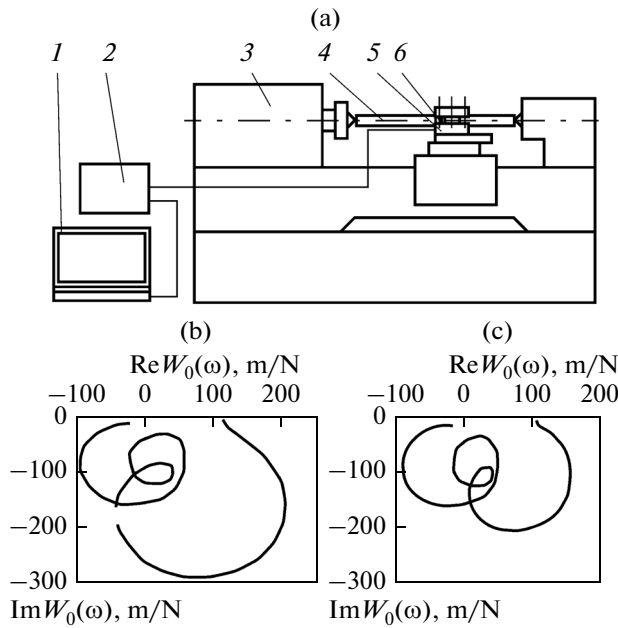 (a)
1 2 3 4 5 6
(b) (c)
ReW₀(ω), m/N ReW₀(ω), m/N
−100 0 100 200 −100 0 100 200
0 0
−100 −100
−200 −200
−300 −300
ImW₀(ω), m/N ImW₀(ω), m/N